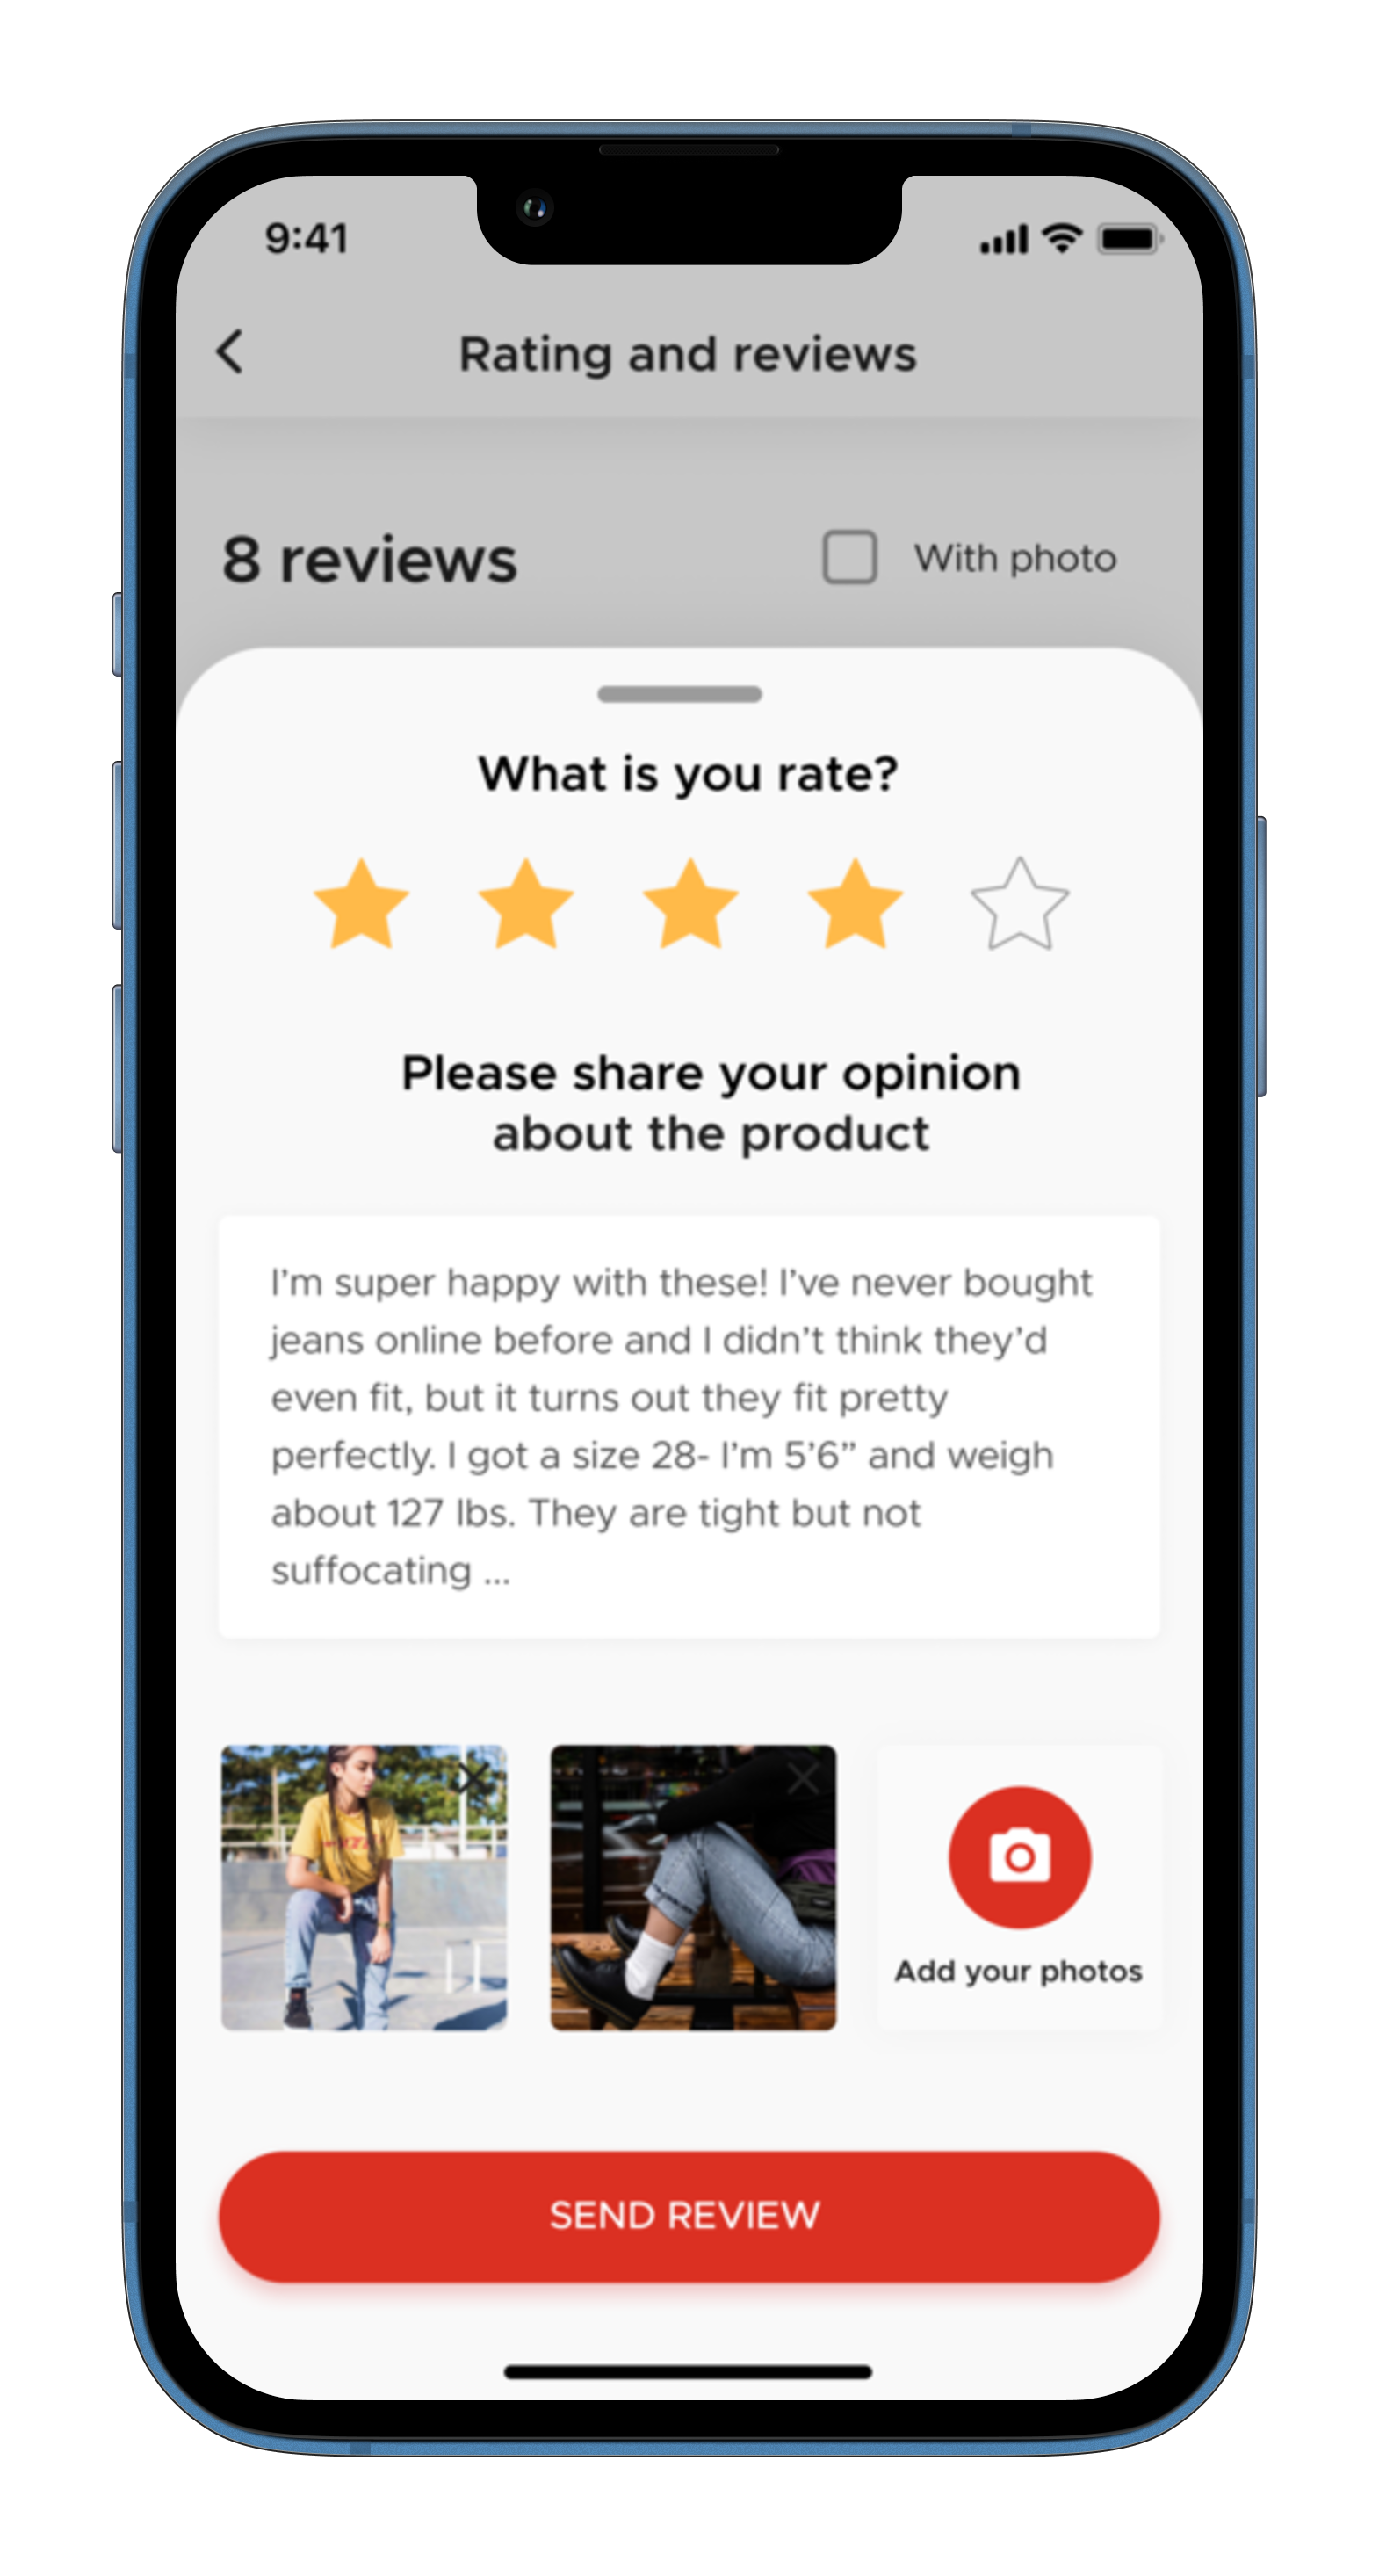 9:41
Rating and reviews
8 reviews
With photo
What is you rate?
Please share your opinion
about the product
I’m super happy with these! I’ve never bought
jeans online before and I didn’t think they’d
even fit, but it turns out they fit pretty
perfectly. I got a size 28- I’m 5’6” and weigh
about 127 lbs. They are tight but not
suffocating ...
Add your photos
SEND REVIEW